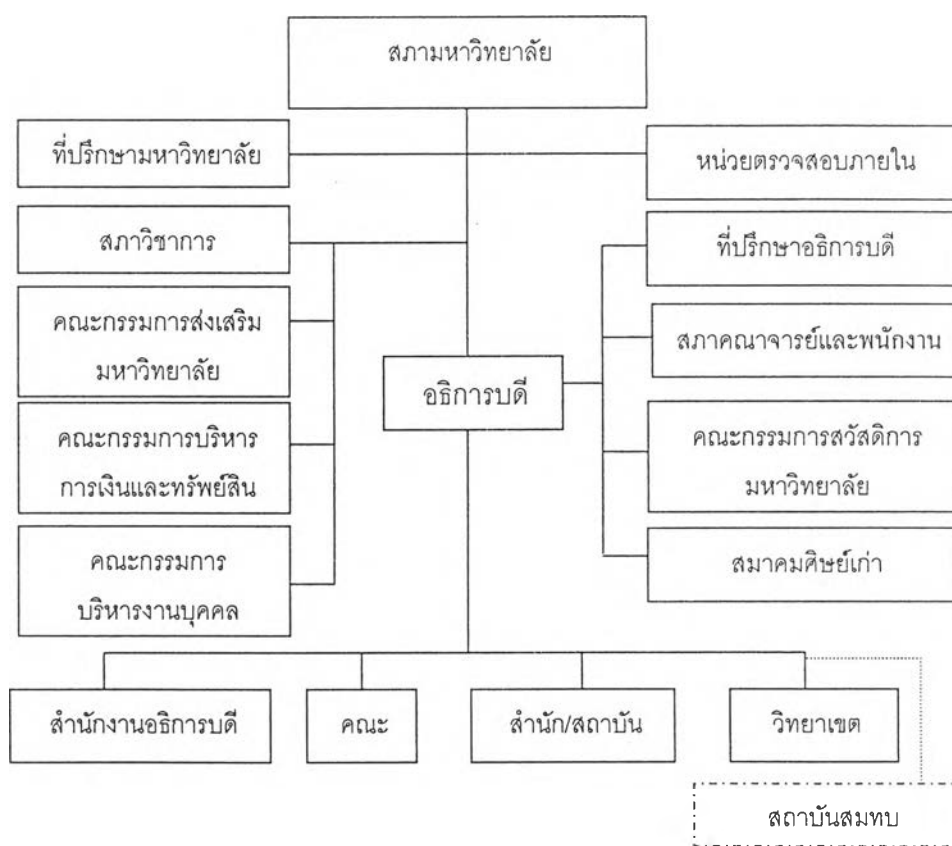 สภามหาวิทยาลัย
ที่ปรึกษามหาวิทยาลัย
หน่วยตรวจสอบภายใน
สภาวิชาการ
ที่ปรึกษาอธิการบดี
คณะกรรมการส่งเสริม
มหาวิทยาลัย
สภาคณาจารย์และพนักงาน
อธิการบดี
คณะกรรมการบริหาร
การเงินและทรัพย์สิน
คณะกรรมการสวัสดิการ
มหาวิทยาลัย
คณะกรรมการ
บริหารงานบุคคล
สมาคมศิษย์เก่า
สำนักงานอธิการบดี
คณะ
สำนัก/สถาบัน
วิทยาเขต
สถาบันสมทบ